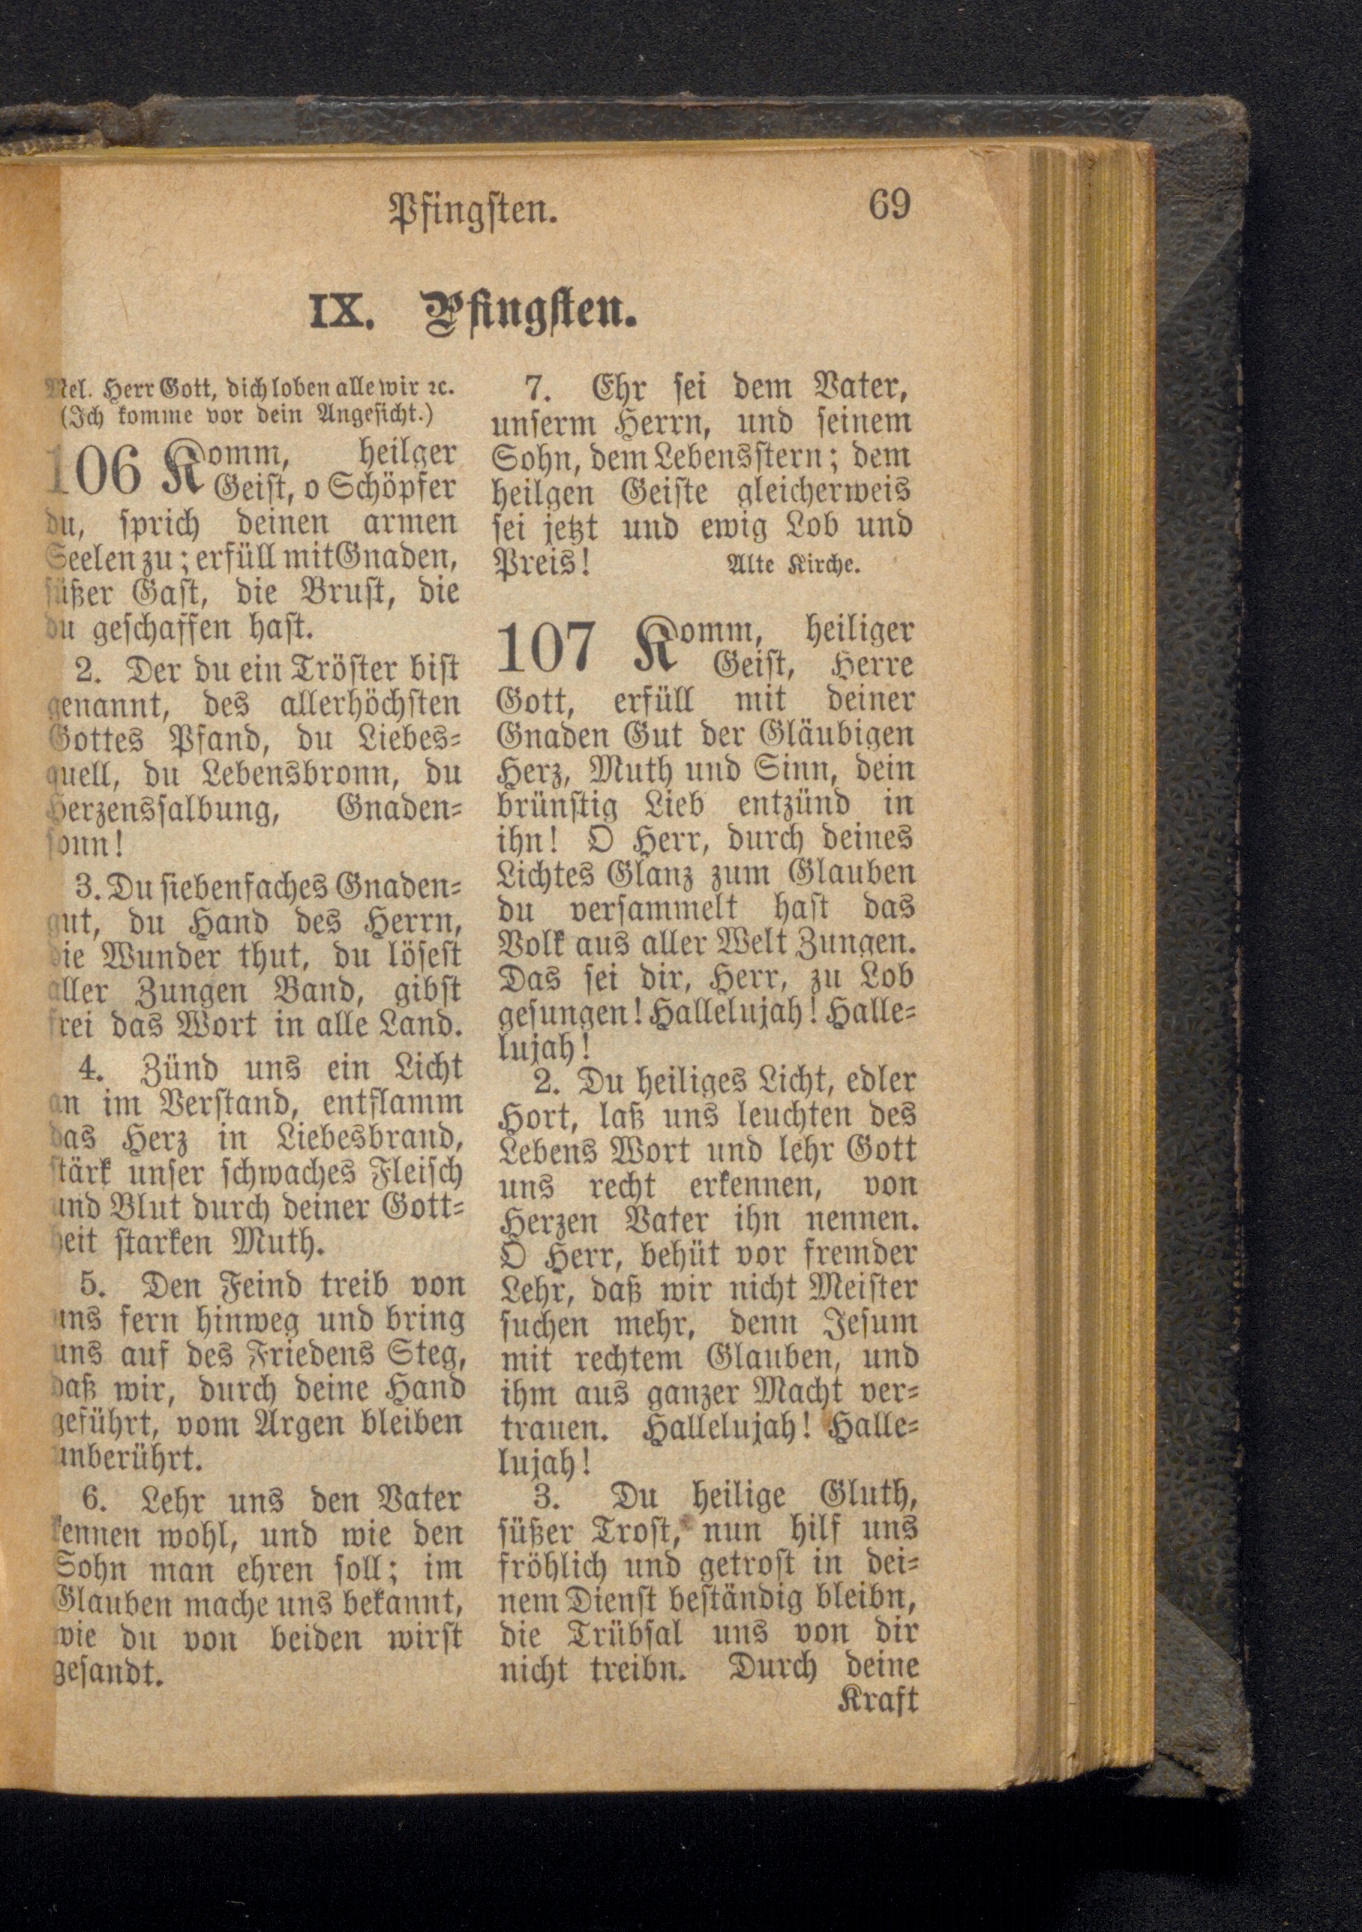 Pfingsten.
69
IX. Pfingsten.
Mel. Herr Gott, dich loben alle wir ꝛc.
(Ich komme vor dein Angesicht.)
106 Komm, heilger
Geist, o Schöpfer
du, sprich deinen armen
Seelen zu; erfüll mit Gnaden,
süßer Gast, die Brust, die
du geschaffen hast.
2. Der du ein Tröster bist
genannt, des allerhöchsten
Gottes Pfand, du Liebes-
quell, du Lebensbronn, du
Herzenssalbung, Gnaden-
sonn!
3. Du siebenfaches Gnaden-
gut, du Hand des Herrn,
die Wunder thut, du lösest
aller Zungen Band, gibst
frei das Wort in alle Land.
4. Zünd uns ein Licht
an im Verstand, entflamm
das Herz in Liebesbrand,
stärk unser schwaches Fleisch
und Blut durch deiner Gott-
heit starken Muth.
5. Den Feind treib von
uns fern hinweg und bring
uns auf des Friedens Steg,
daß wir, durch deine Hand
geführt, vom Argen bleiben
unberührt.
6. Lehr uns den Vater
kennen wohl, und wie den
Sohn man ehren soll; im
Glauben mache uns bekannt,
wie du von beiden wirst
gesandt.
7. Ehr sei dem Vater,
unserm Herrn, und seinem
Sohn, dem Lebensstern; dem
heilgen Geiste gleicherweis
sei jetzt und ewig Lob und
Preis! Alte Kirche.
107 Komm, heiliger
Geist, Herre
Gott, erfüll mit deiner
Gnaden Gut der Gläubigen
Herz, Muth und Sinn, dein
brünstig Lieb entzünd in
ihn! O Herr, durch deines
Lichtes Glanz zum Glauben
du versammelt hast das
Volk aus aller Welt Zungen.
Das sei dir, Herr, zu Lob
gesungen! Hallelujah! Halle-
lujah!
2. Du heiliges Licht, edler
Hort, laß uns leuchten des
Lebens Wort und lehr Gott
uns recht erkennen, von
Herzen Vater ihn nennen.
O Herr, behüt vor fremder
Lehr, daß wir nicht Meister
suchen mehr, denn Jesum
mit rechtem Glauben, und
ihm aus ganzer Macht ver-
trauen. Hallelujah! Halle-
lujah!
3. Du heilige Gluth,
süßer Trost, nun hilf uns
fröhlich und getrost in dei-
nem Dienst beständig bleibn,
die Trübsal uns von dir
nicht treibn. Durch deine
Kraft